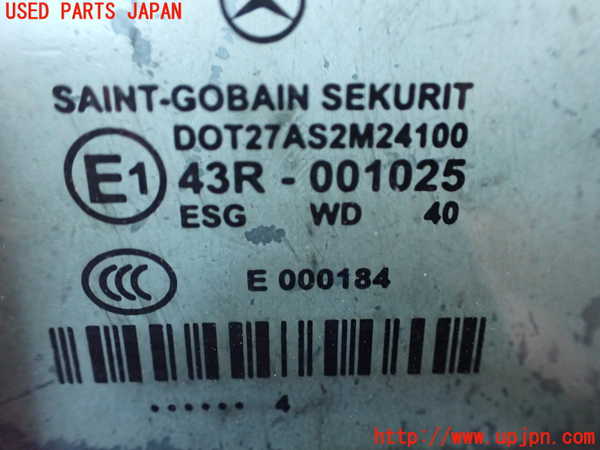 USED PARTS JAPAN
SAINT-GOBAIN SEKURIT
DOT27AS2M24100
E1 43R - 001025
ESG WD 40
CCC E 000184
...... 4
http://www.upjpn.com/